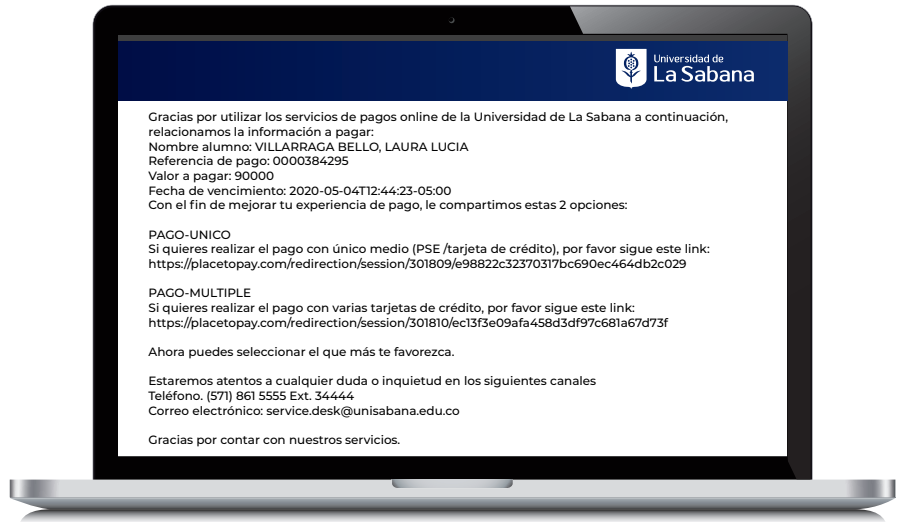 Universidad de
La Sabana
Gracias por utilizar los servicios de pagos online de la Universidad de La Sabana a continuación,
relacionamos la información a pagar:
Nombre alumno: VILLARRAGA BELLO, LAURA LUCIA
Referencia de pago: 0000384295
Valor a pagar: 90000
Fecha de vencimiento: 2020-05-04T12:44:23-05:00
Con el fin de mejorar tu experiencia de pago, le compartimos estas 2 opciones:
PAGO-UNICO
Si quieres realizar el pago con único medio (PSE /tarjeta de crédito), por favor sigue este link:
https://placetopay.com/redirection/session/301809/e98822c32370317bc690ec464db2c029
PAGO-MULTIPLE
Si quieres realizar el pago con varias tarjetas de crédito, por favor sigue este link:
https://placetopay.com/redirection/session/301810/ec13f3e09afa458d3df97c681a67d73f
Ahora puedes seleccionar el que más te favorezca.
Estaremos atentos a cualquier duda o inquietud en los siguientes canales
Teléfono. (571) 861 5555 Ext. 34444
Correo electrónico: service.desk@unisabana.edu.co
Gracias por contar con nuestros servicios.